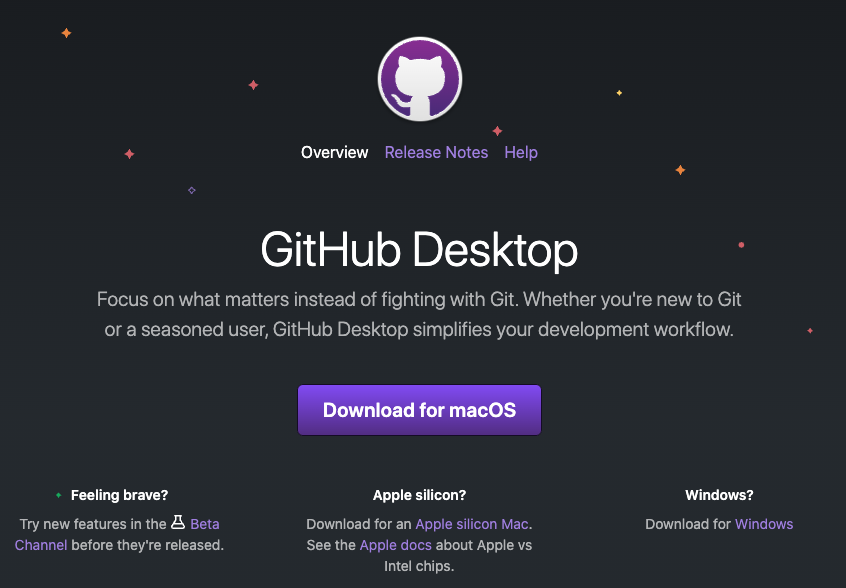 Overview Release Notes Help
GitHub Desktop
Focus on what matters instead of fighting with Git. Whether you're new to Git
or a seasoned user, GitHub Desktop simplifies your development workflow.
Download for macOS
Feeling brave?
Try new features in the Beta
Channel before they're released.
Apple silicon?
Download for an Apple silicon Mac.
See the Apple docs about Apple vs
Intel chips.
Windows?
Download for Windows